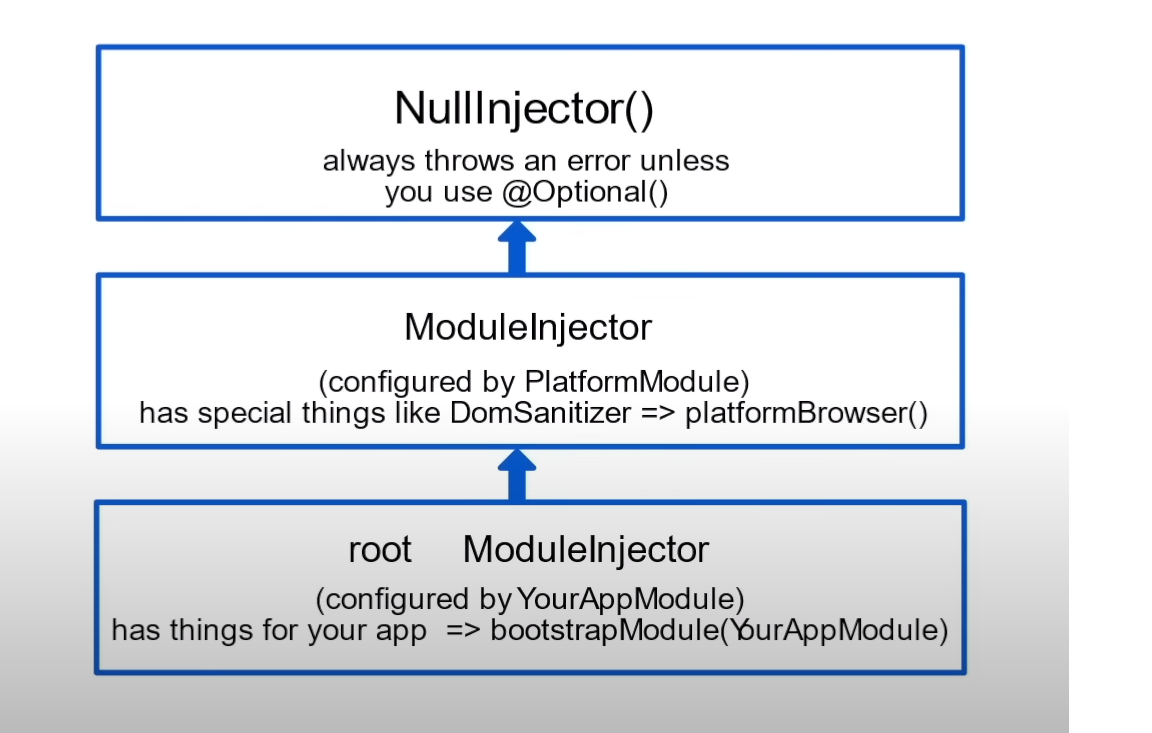 NullInjector()
always throws an error unless
you use @Optional()
ModuleInjector
(configured by PlatformModule)
has special things like DomSanitizer => platformBrowser()
root ModuleInjector
(configured by YourAppModule)
has things for your app => bootstrapModule(YourAppModule)